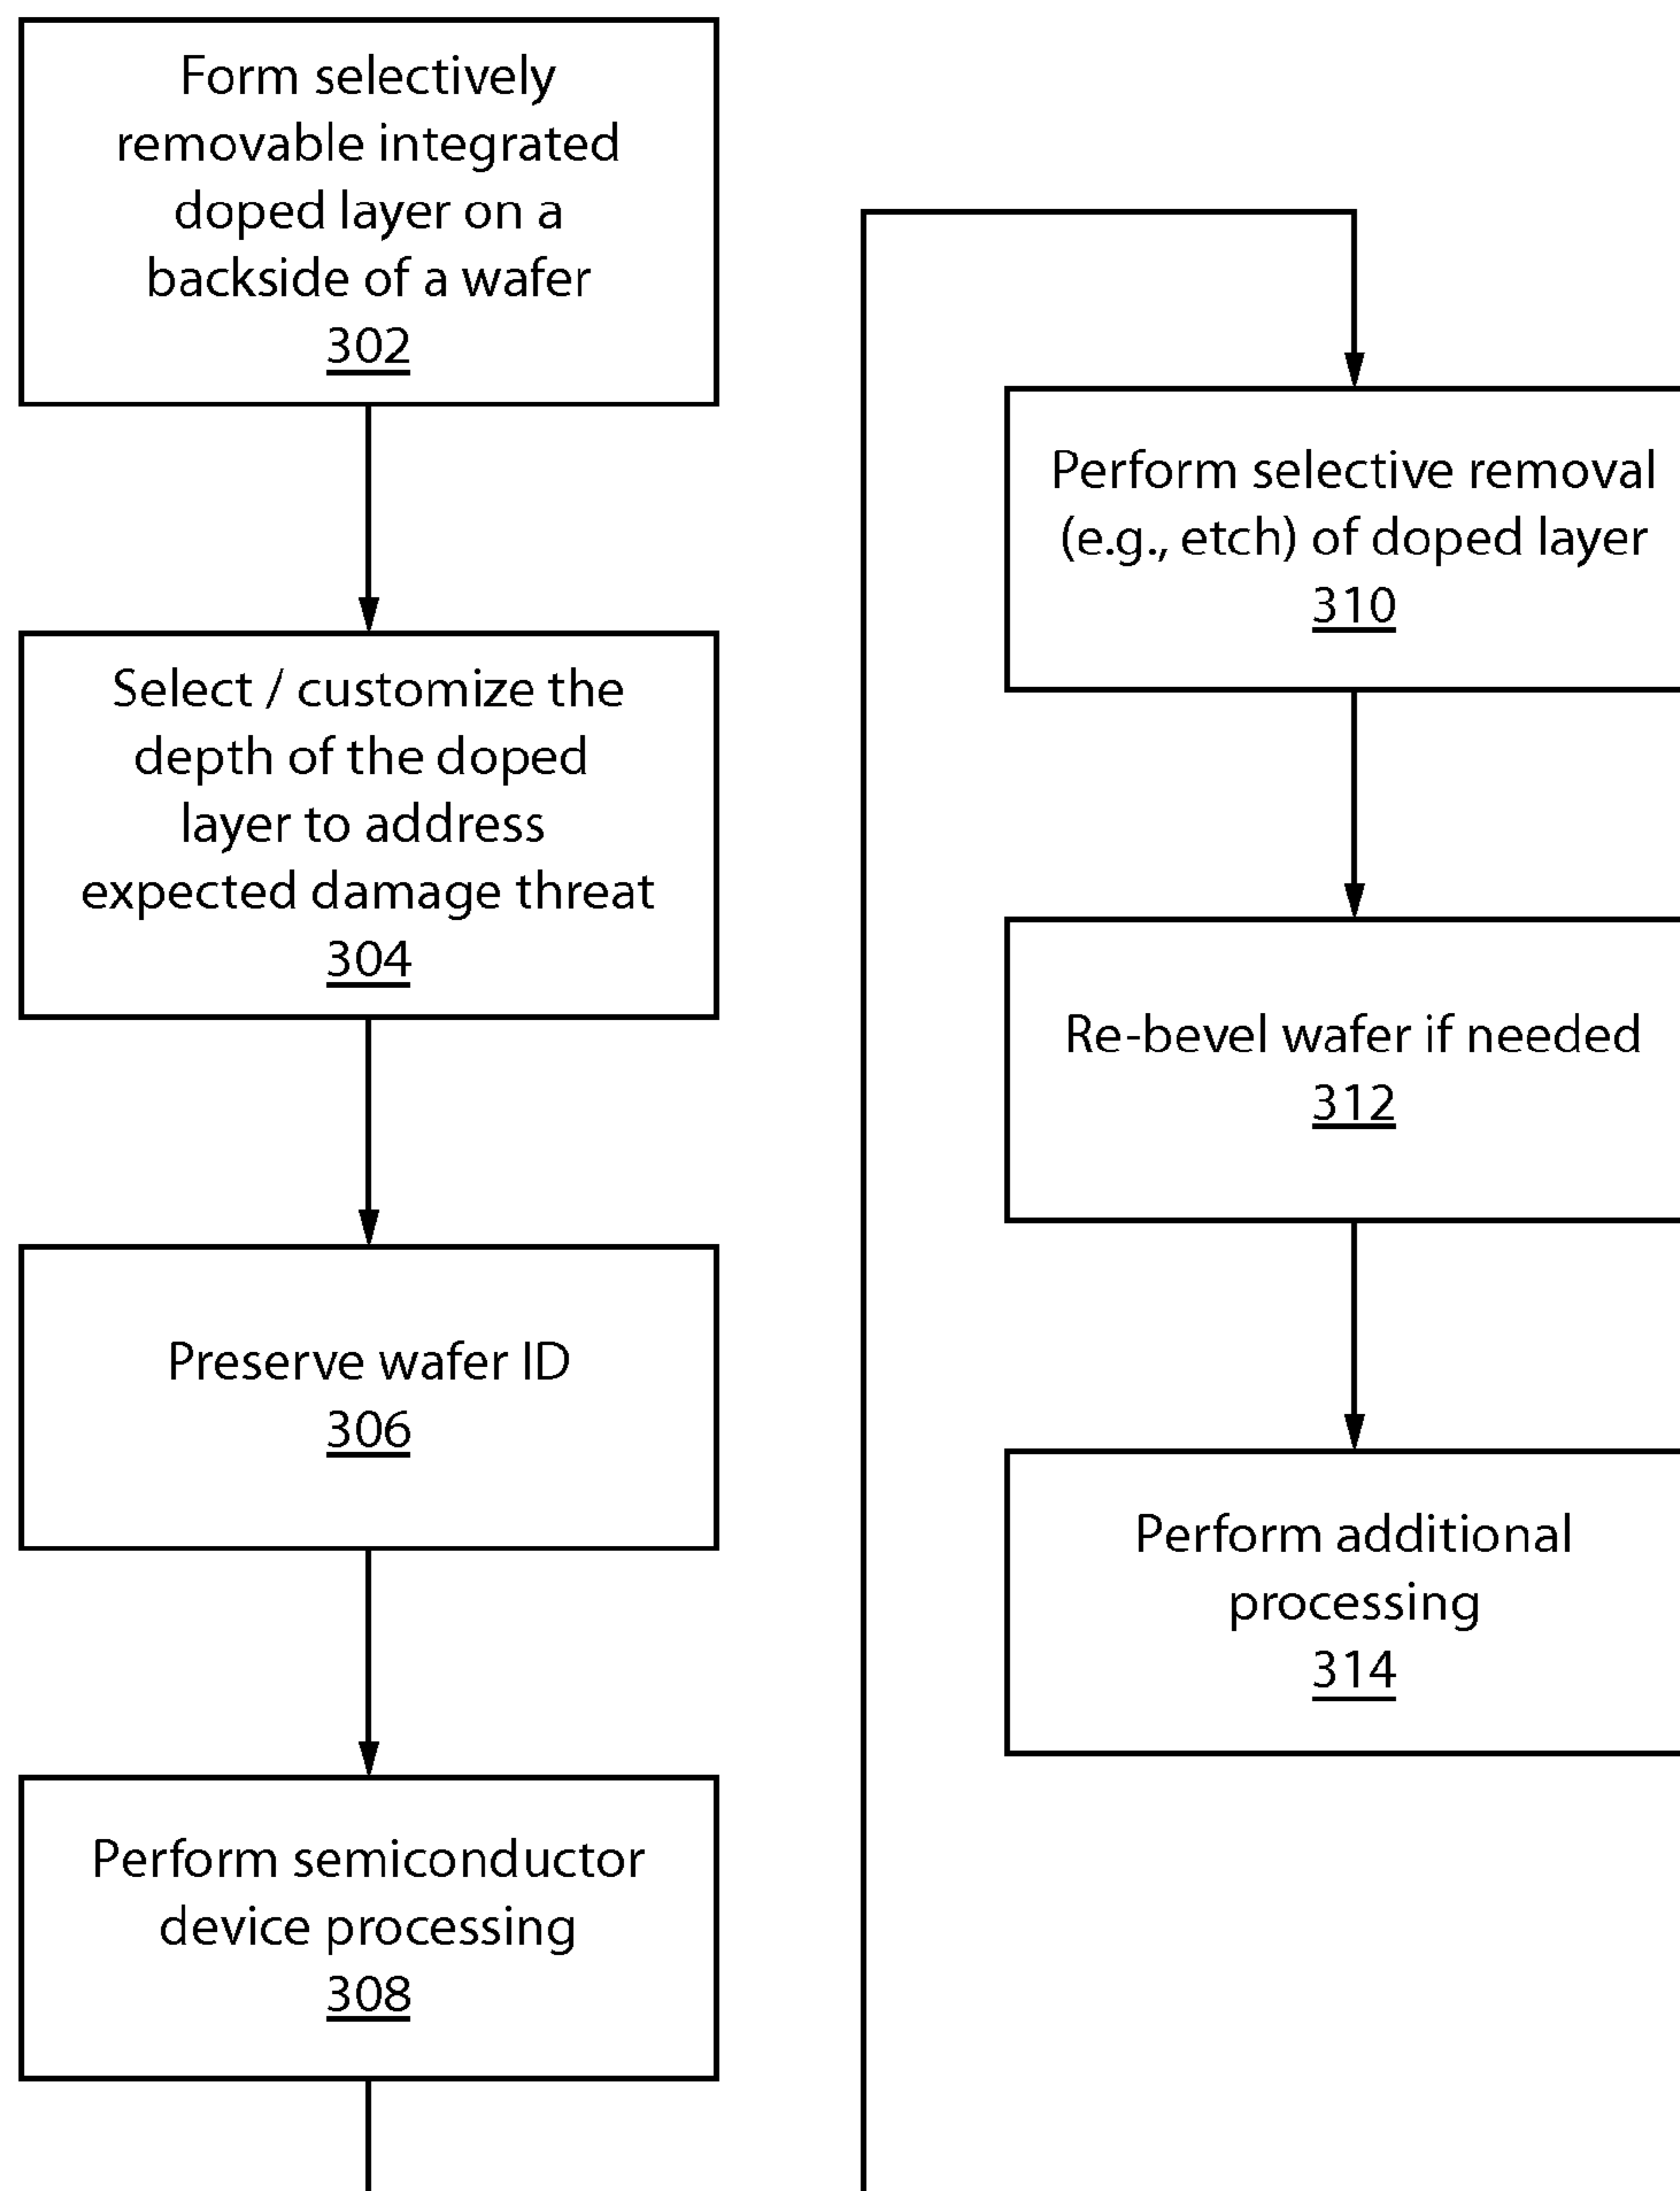 Form selectively
removable integrated
doped layer on a
backside of a wafer
302
Select / customize the
depth of the doped
layer to address
expected damage threat
304
Preserve wafer ID
306
Perform semiconductor
device processing
308
Perform selective removal
(e.g., etch) of doped layer
310
Re-bevel wafer if needed
312
Perform additional
processing
314